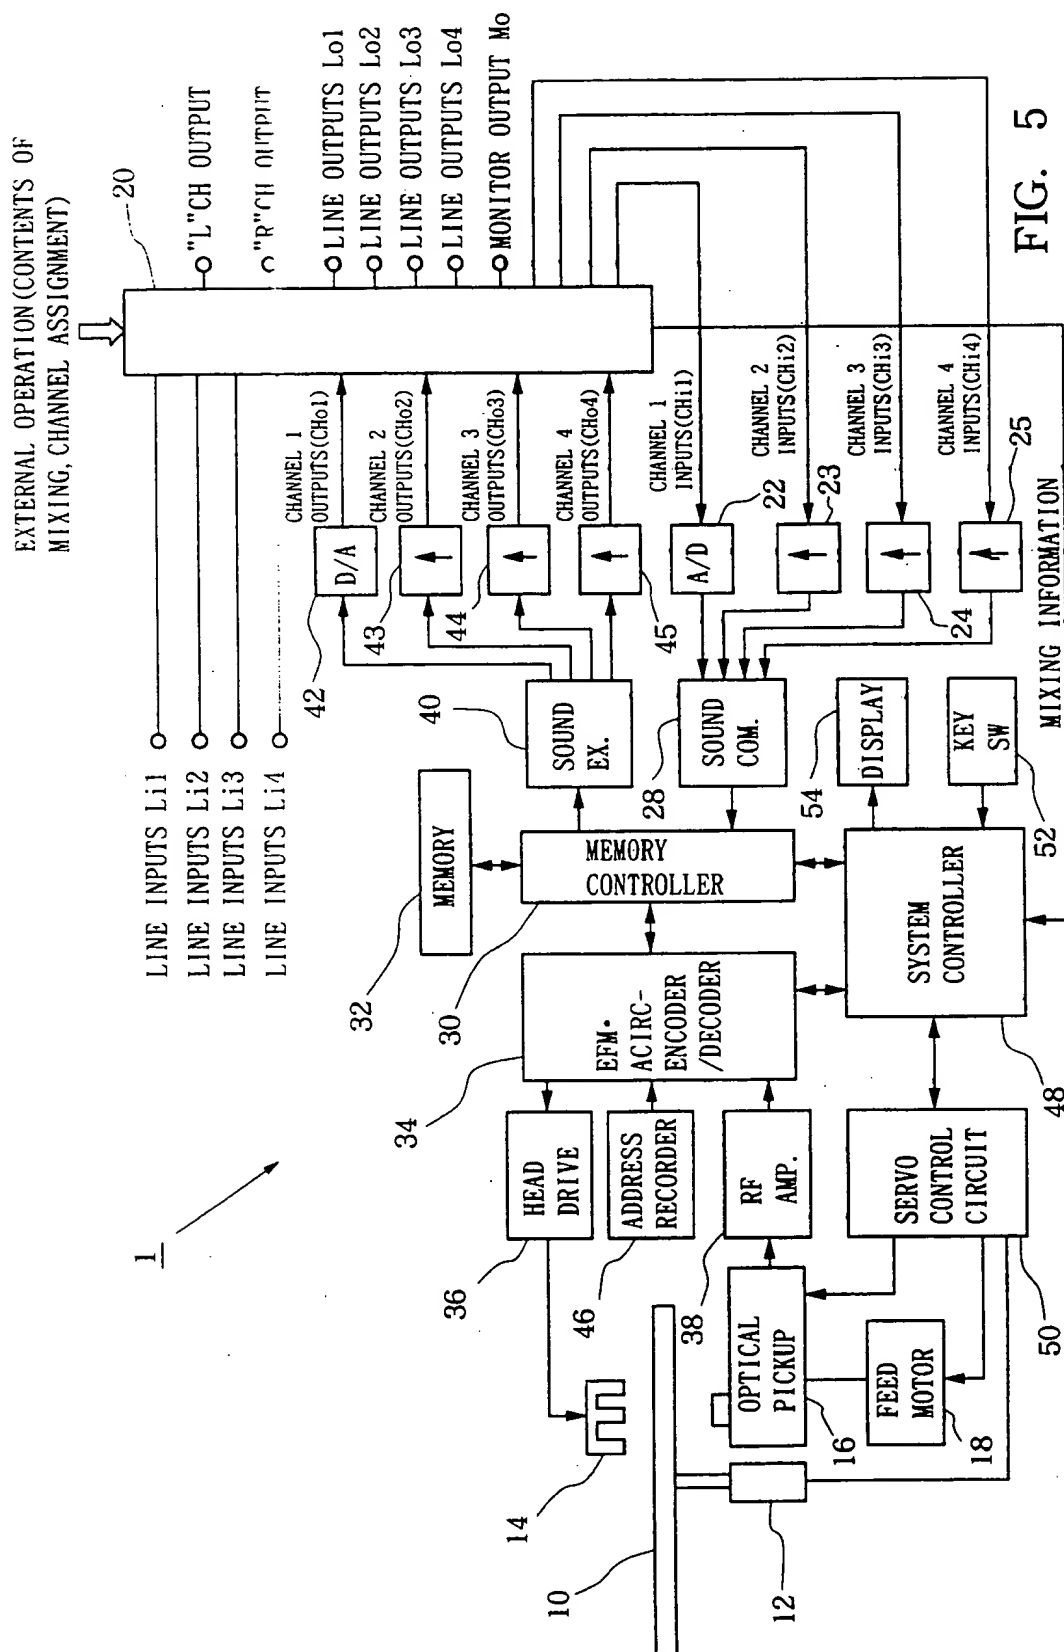 FIG. 5
1
EXTERNAL OPERATION(CONTENTS OF
MIXING, CHANNEL ASSIGNMENT)
20
LINE INPUTS Li1
LINE INPUTS Li2
LINE INPUTS Li3
LINE INPUTS Li4
"L"CH OUTPUT
"R"CH OUTPUT
LINE OUTPUTS Lo1
LINE OUTPUTS Lo2
LINE OUTPUTS Lo3
LINE OUTPUTS Lo4
MONITOR OUTPUT Mo
CHANNEL 1
OUTPUTS(CHo1)
CHANNEL 2
OUTPUTS(CHo2)
CHANNEL 3
OUTPUTS(CHo3)
CHANNEL 4
OUTPUTS(CHo4)
CHANNEL 1
INPUTS(CHi1)
CHANNEL 2
INPUTS(CHi2)
CHANNEL 3
INPUTS(CHi3)
CHANNEL 4
INPUTS(CHi4)
42
D/A
43
44
45
A/D
22
23
24
25
40
SOUND
EX.
28
SOUND
COM.
32
MEMORY
30
MEMORY
CONTROLLER
54
DISPLAY
KEY
SW
52
MIXING INFORMATION
34
EFM·
ACIRC-
ENCODER
/DECODER
SYSTEM
CONTROLLER
48
36
HEAD
DRIVE
46
ADDRESS
RECORDER
38
RF
AMP.
SERVO
CONTROL
CIRCUIT
50
14
10
12
OPTICAL
PICKUP
16
FEED
MOTOR
18